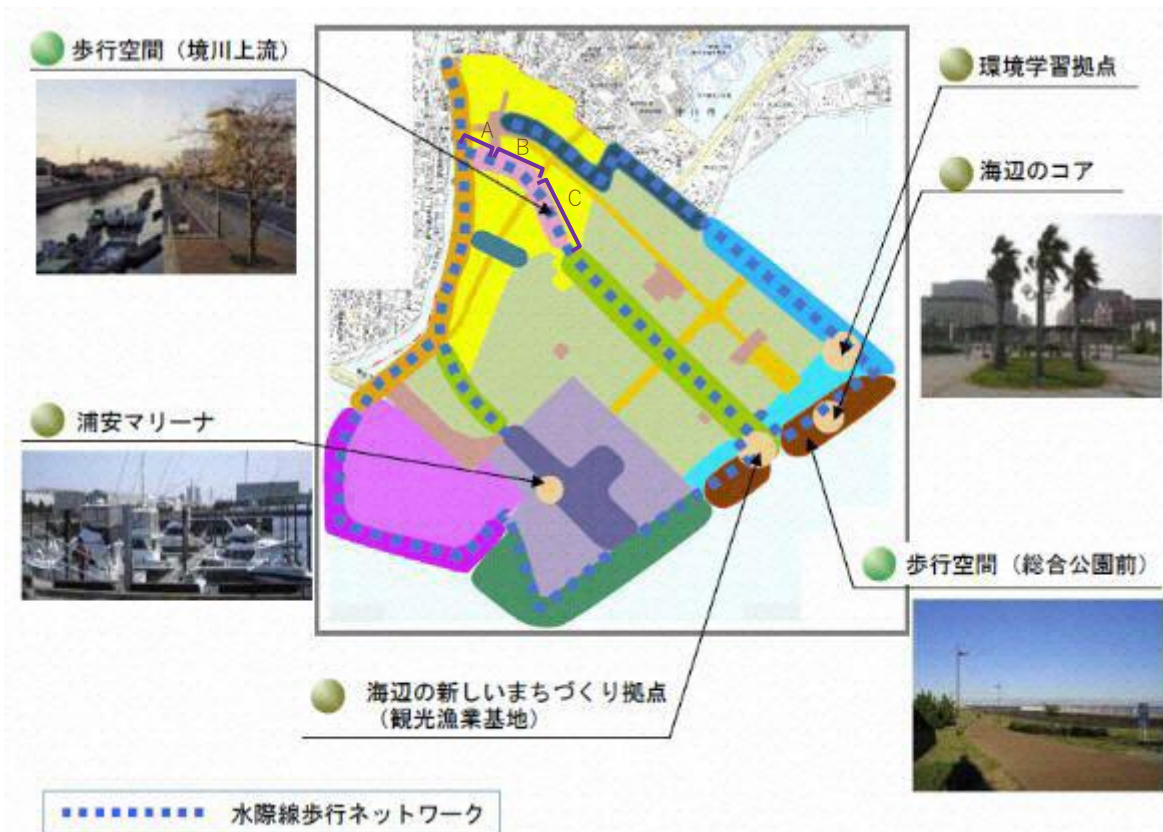 歩行空間（境川上流）
環境学習拠点
海辺のコア
A
B
C
浦安マリーナ
歩行空間（総合公園前）
海辺の新しいまちづくり拠点
（観光漁業基地）
水際線歩行ネットワーク